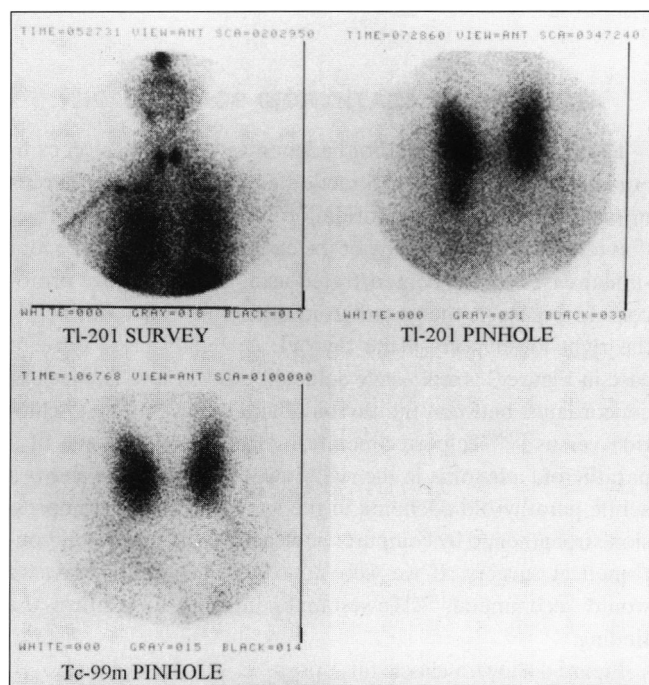 TIME=052731 VIEW=ANT SCA=0202950
TIME=072860 VIEW=ANT SCA=0347240
WHITE=000 GRAY=018 BLACK=017
WHITE=000 GRAY=031 BLACK=030
Tl-201 SURVEY
Tl-201 PINHOLE
TIME=106768 VIEW=ANT SCA=0100000
WHITE=000 GRAY=015 BLACK=014
Tc-99m PINHOLE